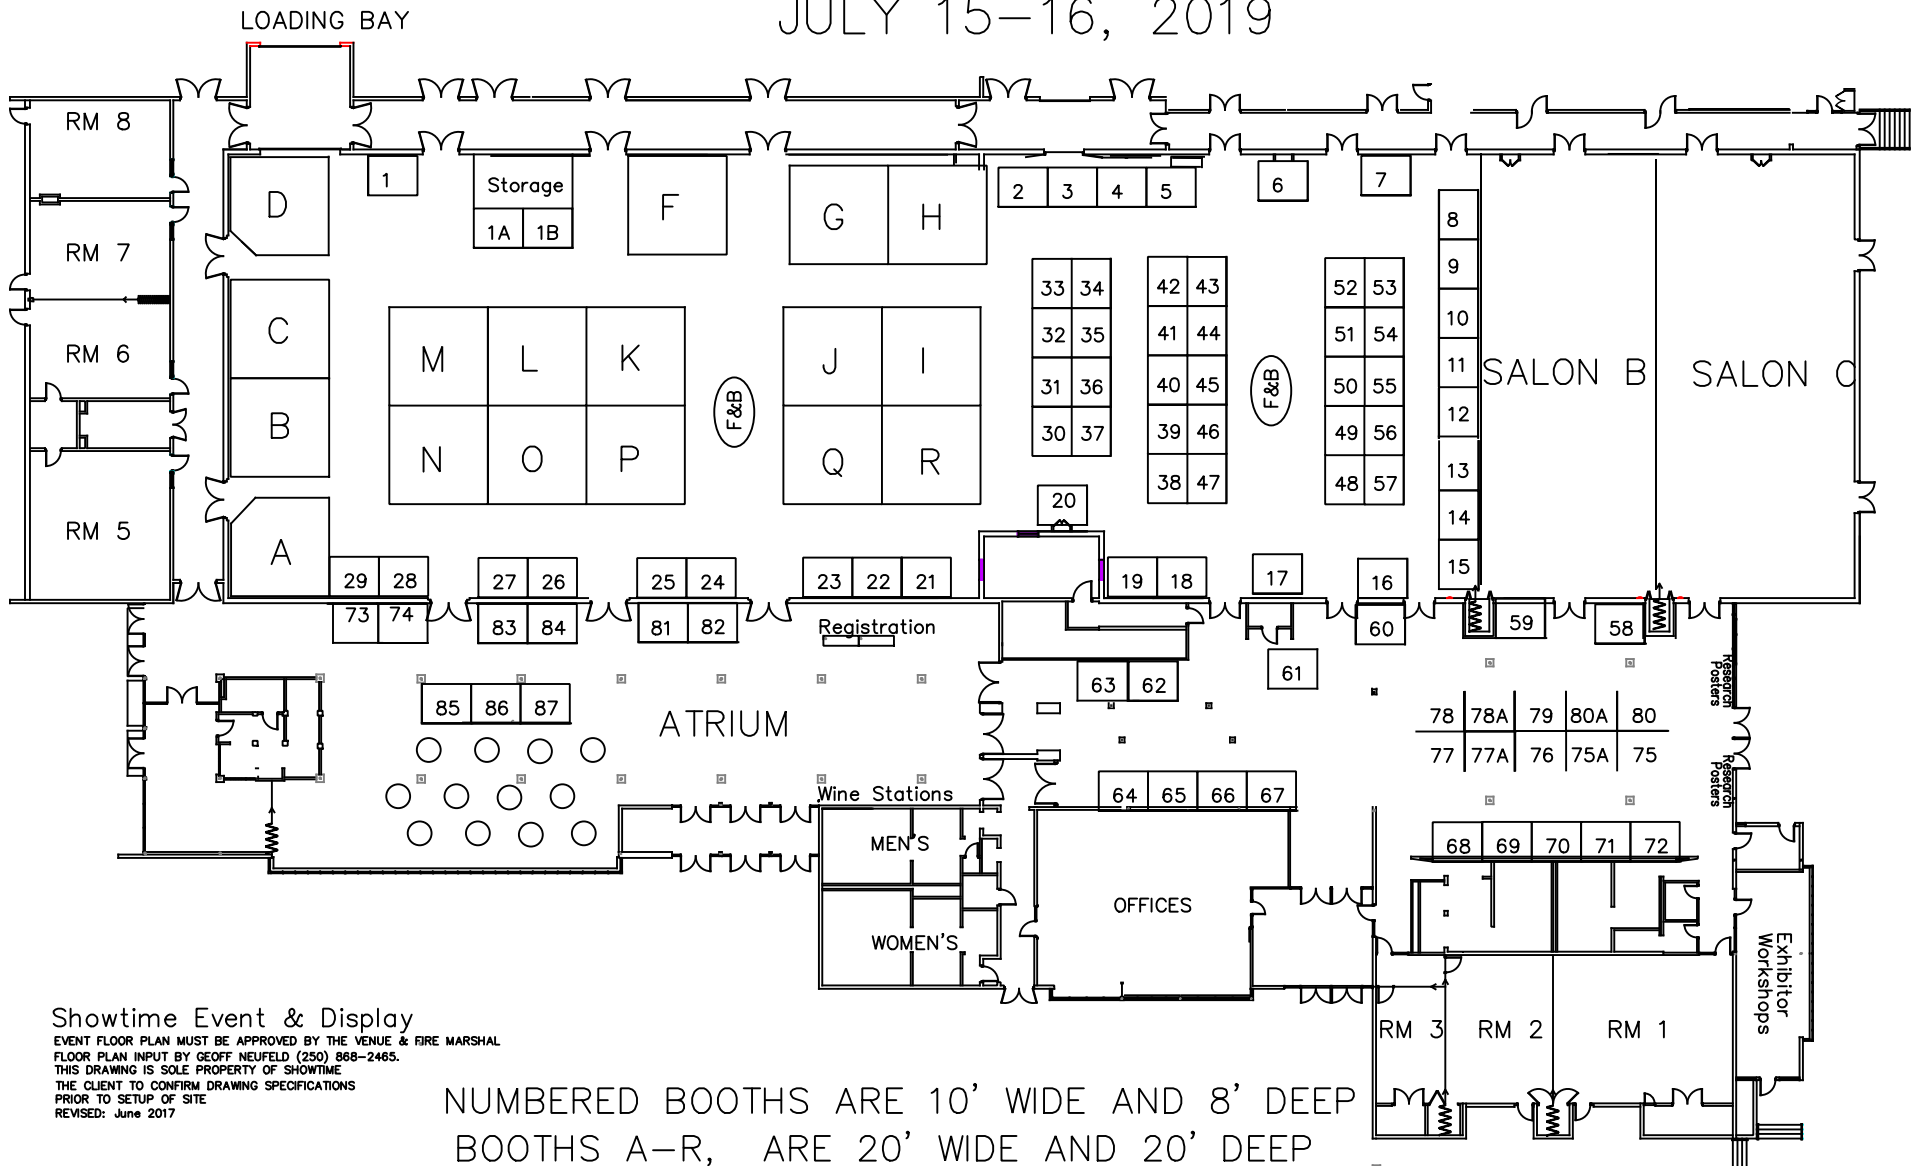 JULY 15-16, 2019
LOADING BAY
RM 8
RM 7
RM 6
RM 5
D
C
B
A
1
Storage
1A 1B
F
G H
2 3 4 5
6
7
8
9
10
11
12
13
14
15
M L K
N O P
F&B
J I
Q R
33 34
32 35
31 36
30 37
42 43
41 44
40 45
39 46
38 47
F&B
52 53
51 54
50 55
49 56
48 57
SALON B
SALON C
20
29 28
27 26
25 24
23 22 21
19 18
17
16
73 74
83 84
81 82
Registration
60
59
58
61
63 62
85 86 87
ATRIUM
Research
Posters
78 78A 79 80A 80
77 77A 76 75A 75
Research
Posters
Wine Stations
64 65 66 67
68 69 70 71 72
MEN'S
WOMEN'S
OFFICES
Exhibitor
Workshops
RM 3
RM 2
RM 1
Showtime Event & Display
EVENT FLOOR PLAN MUST BE APPROVED BY THE VENUE & FIRE MARSHAL
FLOOR PLAN INPUT BY GEOFF NEUFELD (250) 868-2465.
THIS DRAWING IS SOLE PROPERTY OF SHOWTIME
THE CLIENT TO CONFIRM DRAWING SPECIFICATIONS
PRIOR TO SETUP OF SITE
REVISED: June 2017
NUMBERED BOOTHS ARE 10' WIDE AND 8' DEEP
BOOTHS A-R, ARE 20' WIDE AND 20' DEEP